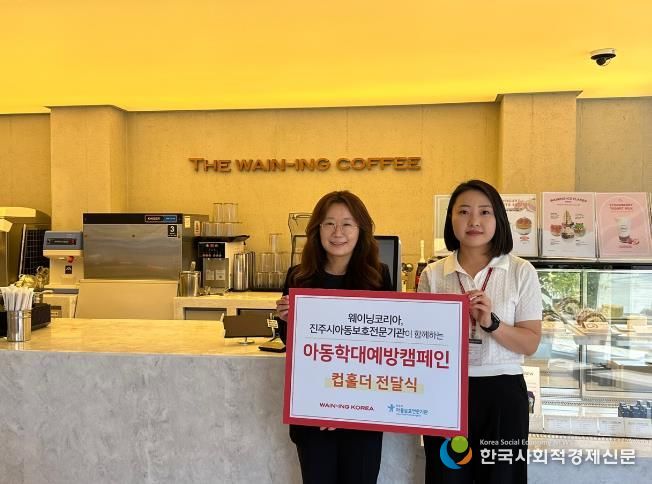 THE WAIN-ING COFFEE
3
웨이닝코리아,
진주시아동보호전문기관이 함께하는
아동학대예방캠페인
컵홀더 전달식
WAIN-ING KOREA
아동보호전문기관
한국사회적경제신문